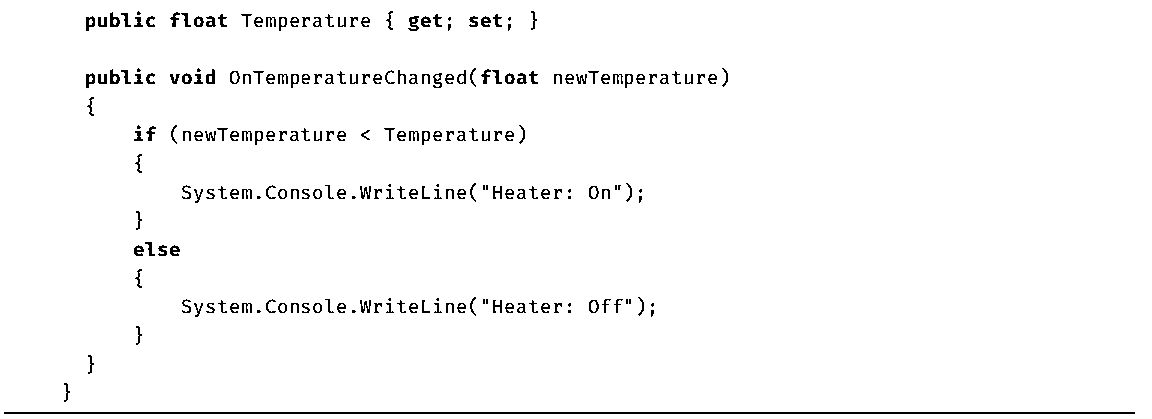 public float Temperature { get; set; }
public void OnTemperatureChanged(float newTemperature)
{
if (newTemperature < Temperature)
{
System.Console.WriteLine("Heater: On");
}
else
{
System.Console.WriteLine("Heater: Off");
}
}
}